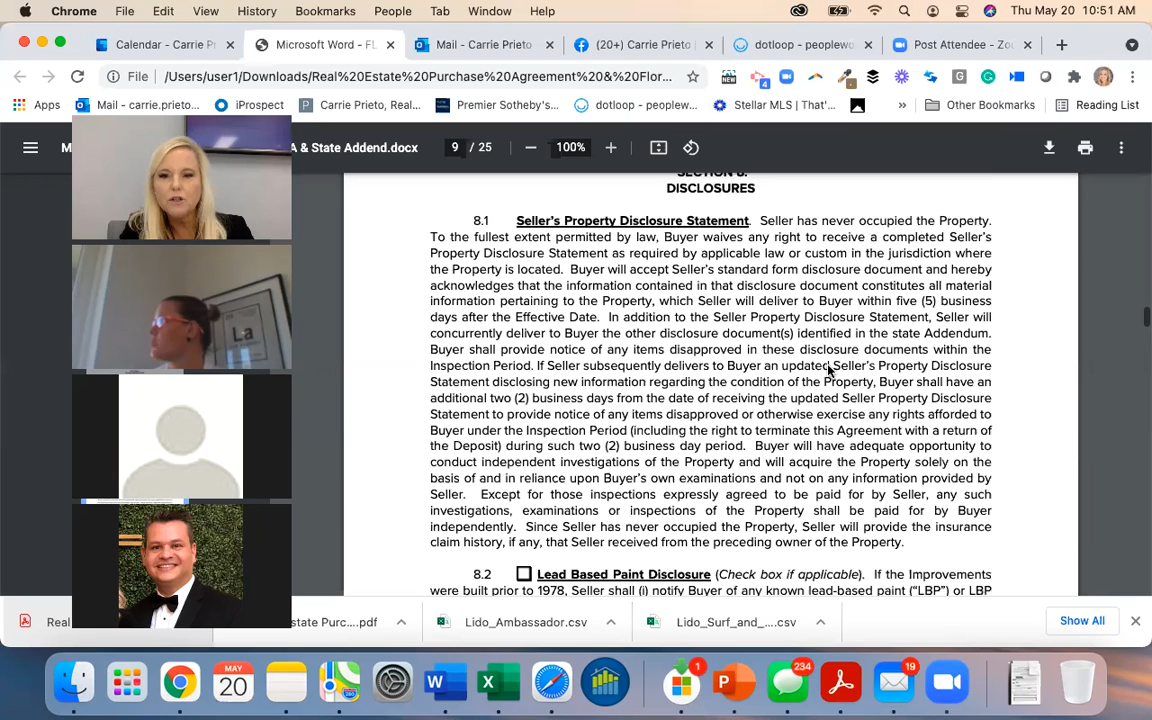 Chrome File Edit View History Bookmarks People Tab Window Help Thu May 20 10:51 AM
Calendar - Carrie Pr Microsoft Word - FL Mail - Carrie Prieto (20+) Carrie Prieto dotloop - peoplewo Post Attendee - Zoo
File /Users/user1/Downloads/Real%20Estate%20Purchase%20Agreement%20&%20Flor...
NEW 4
Apps Mail - carrie.prieto... iProspect Carrie Prieto, Real... Premier Sotheby's... dotloop - peoplew... Stellar MLS | That'... » Other Bookmarks Reading List
A & State Addend.docx 9 / 25 100%
SECTION 8.
DISCLOSURES
8.1 Seller's Property Disclosure Statement. Seller has never occupied the Property.
To the fullest extent permitted by law, Buyer waives any right to receive a completed Seller's
Property Disclosure Statement as required by applicable law or custom in the jurisdiction where
the Property is located. Buyer will accept Seller's standard form disclosure document and hereby
acknowledges that the information contained in that disclosure document constitutes all material
information pertaining to the Property, which Seller will deliver to Buyer within five (5) business
days after the Effective Date. In addition to the Seller Property Disclosure Statement, Seller will
concurrently deliver to Buyer the other disclosure document(s) identified in the state Addendum.
Buyer shall provide notice of any items disapproved in these disclosure documents within the
Inspection Period. If Seller subsequently delivers to Buyer an updated Seller's Property Disclosure
Statement disclosing new information regarding the condition of the Property, Buyer shall have an
additional two (2) business days from the date of receiving the updated Seller Property Disclosure
Statement to provide notice of any items disapproved or otherwise exercise any rights afforded to
Buyer under the Inspection Period (including the right to terminate this Agreement with a return of
the Deposit) during such two (2) business day period. Buyer will have adequate opportunity to
conduct independent investigations of the Property and will acquire the Property solely on the
basis of and in reliance upon Buyer's own examinations and not on any information provided by
Seller. Except for those inspections expressly agreed to be paid for by Seller, any such
investigations, examinations or inspections of the Property shall be paid for by Buyer
independently. Since Seller has never occupied the Property, Seller will provide the insurance
claim history, if any, that Seller received from the preceding owner of the Property.
8.2 Lead Based Paint Disclosure (Check box if applicable). If the Improvements
were built prior to 1978, Seller shall (i) notify Buyer of any known lead-based paint ("LBP") or LBP
La
Real state Purc....pdf Lido_Ambassador.csv Lido_Surf_and_....csv Show All
MAY
20 1 234 19